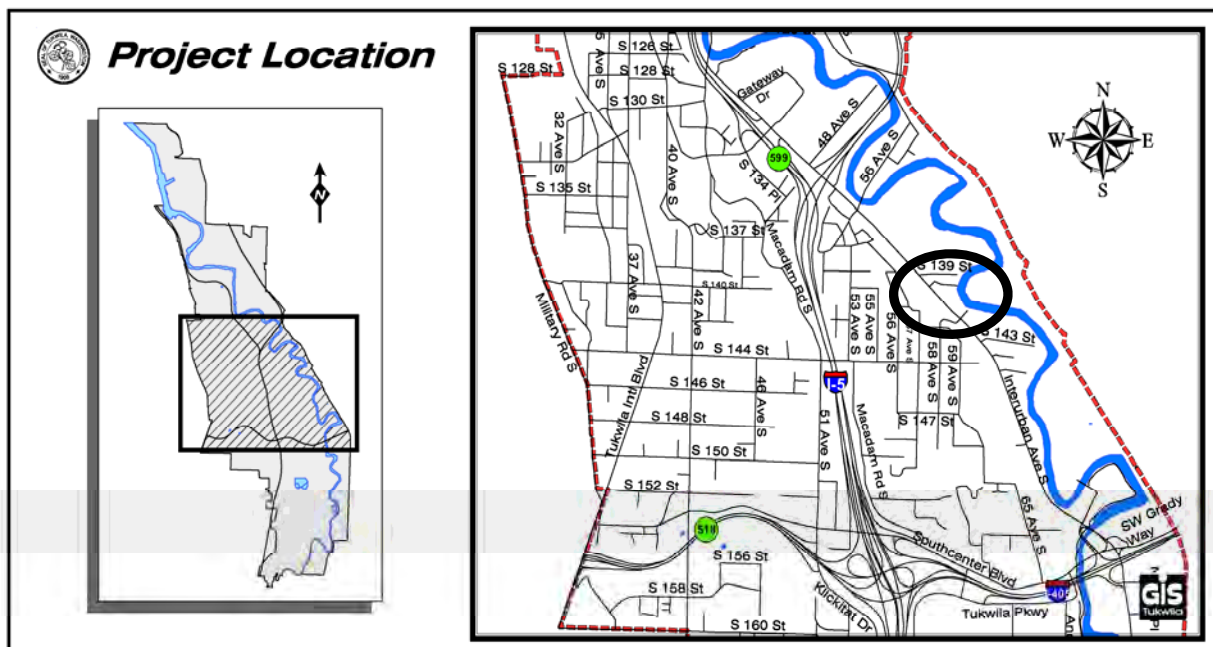 Project Location
SEAL OF TUKWILA, WASHINGTON
1908
N
S 126 St
S 128 St
S 128 St
S 130 St
Gateway
Dr
32 Ave S
40 Ave S
48 Ave S
56 Ave S
599
S 134 Pl
S 135 St
S 137 St
Macadam Rd S
37 Ave S
42 Ave S
S 140 St
S 139 St
Military Rd S
Tukwila Intl Blvd
S 144 St
S 143 St
53 Ave S
55 Ave S
56 Ave S
58 Ave S
59 Ave S
S 146 St
46 Ave S
I-5
S 148 St
S 147 St
51 Ave S
Macadam Rd S
Interurban Ave S
S 150 St
S 152 St
65 Ave S
SW Grady
Way
518
S 156 St
Southcenter Blvd
S 158 St
Klickitat Dr
I-405
Tukwila Pkwy
S 160 St
N
W
E
S
GIS
Tukwila